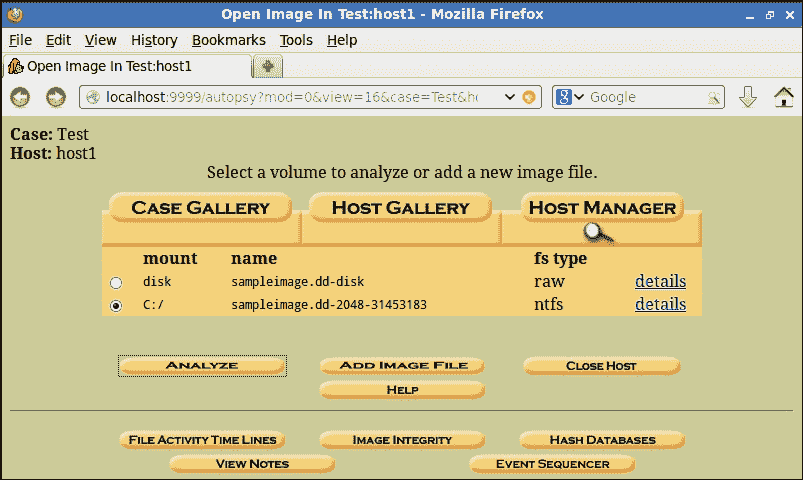 Open Image In Test:host1 - Mozilla Firefox
File Edit View History Bookmarks Tools Help
Open Image In Test:host1
localhost:9999/autopsy?mod=0&view=16&case=Test&ho
Google
Case: Test
Host: host1
Select a volume to analyze or add a new image file.
CASE GALLERY HOST GALLERY HOST MANAGER
mount name fs type
disk sampleimage.dd-disk raw details
C:/ sampleimage.dd-2048-31453183 ntfs details
ANALYZE ADD IMAGE FILE CLOSE HOST
HELP
FILE ACTIVITY TIME LINES IMAGE INTEGRITY HASH DATABASES
VIEW NOTES EVENT SEQUENCER